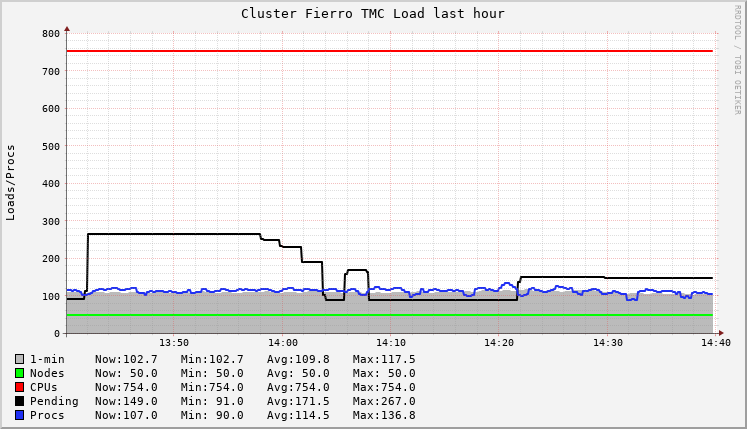 Cluster Fierro TMC Load last hour
RRDTOOL / TOBI OETIKER
Loads/Procs
800
700
600
500
400
300
200
100
0
13:50 14:00 14:10 14:20 14:30 14:40
1-min Now:102.7 Min:102.7 Avg:109.8 Max:117.5
Nodes Now: 50.0 Min: 50.0 Avg: 50.0 Max: 50.0
CPUs Now:754.0 Min:754.0 Avg:754.0 Max:754.0
Pending Now:149.0 Min: 91.0 Avg:171.5 Max:267.0
Procs Now:107.0 Min: 90.0 Avg:114.5 Max:136.8